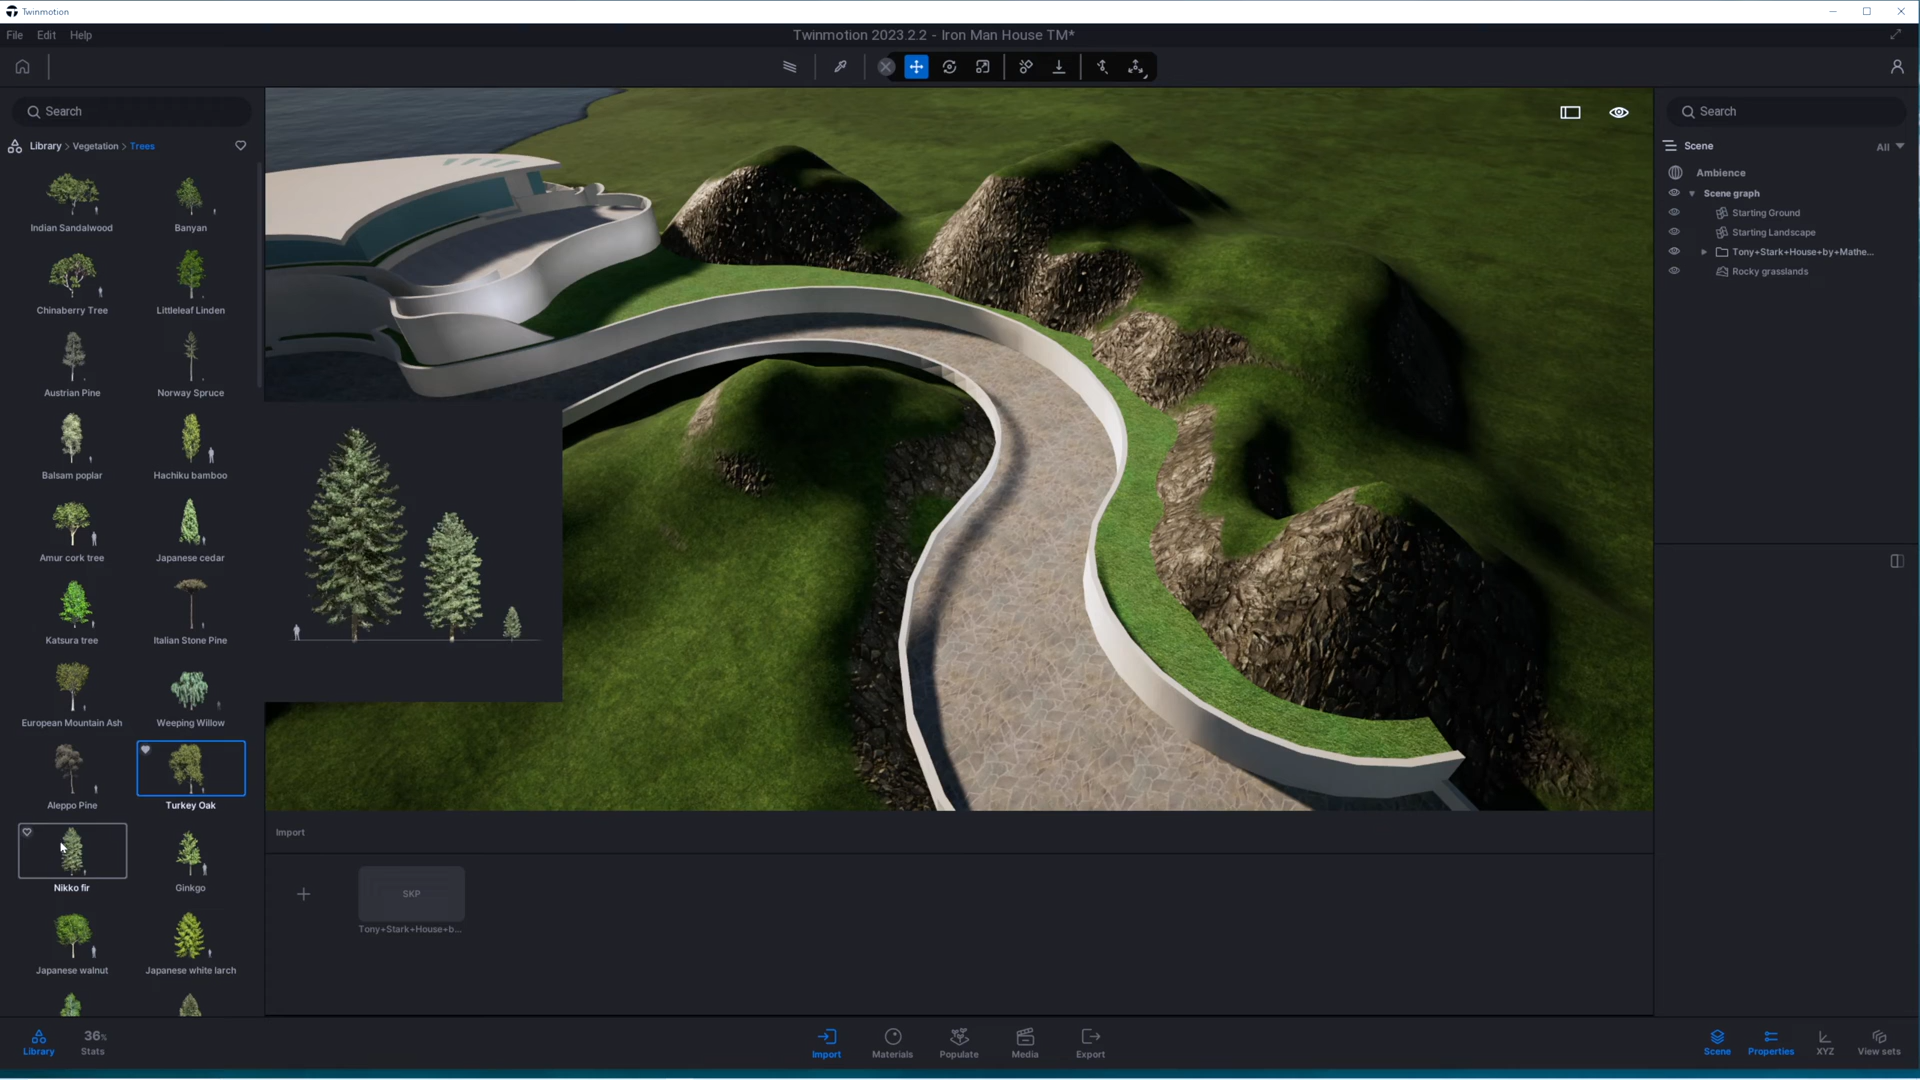 Twinmotion
File Edit Help
Twinmotion 2023.2.2 - Iron Man House TM*
Search
Library > Vegetation > Trees
Indian Sandalwood
Banyan
Chinaberry Tree
Littleleaf Linden
Austrian Pine
Norway Spruce
Balsam poplar
Hachiku bamboo
Amur cork tree
Japanese cedar
Katsura tree
Italian Stone Pine
European Mountain Ash
Weeping Willow
Aleppo Pine
Turkey Oak
Nikko fir
Ginkgo
Japanese walnut
Japanese white larch
Import
SKP
Tony+Stark+House+b...
Search
Scene
All
Ambience
Scene graph
Starting Ground
Starting Landscape
Tony+Stark+House+by+Mathe...
Rocky grasslands
Library
36%
Stats
Import
Materials
Populate
Media
Export
Scene
Properties
XYZ
View sets